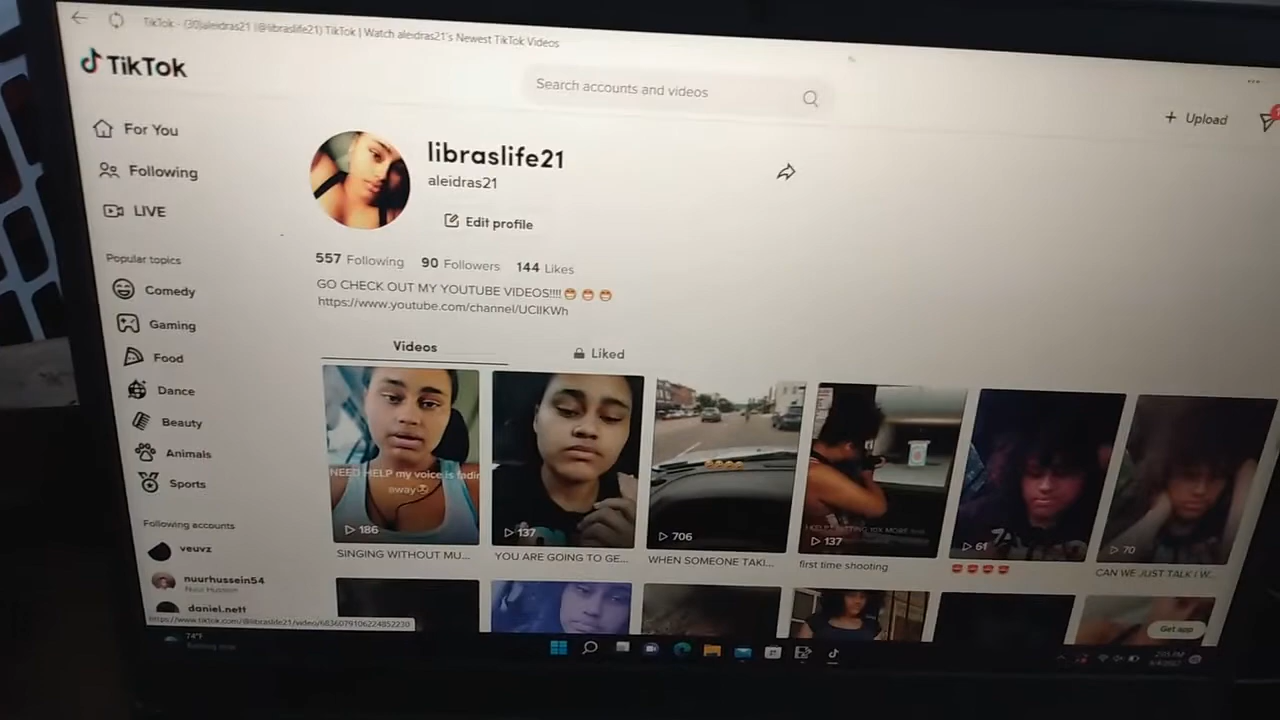 TikTok - (30)aleidras21 (@libraslife21) TikTok | Watch aleidras21's Newest TikTok Videos
TikTok
Search accounts and videos
+ Upload
For You
Following
LIVE
Popular topics
Comedy
Gaming
Food
Dance
Beauty
Animals
Sports
Following accounts
veuvz
nuurhussein54
daniel.nett
libraslife21
aleidras21
Edit profile
557 Following 90 Followers 144 Likes
GO CHECK OUT MY YOUTUBE VIDEOS!!!!
https://www.youtube.com/channel/UCIIKWh
Videos
Liked
NEED HELP my voice is fadin
away
186
137
706
137
61
70
SINGING WITHOUT MU...
YOU ARE GOING TO GE...
WHEN SOMEONE TAKI...
first time shooting
CAN WE JUST TALK I W...
https://www.tiktok.com/@libraslife21/video/6836079106224852230
Get app
74°F